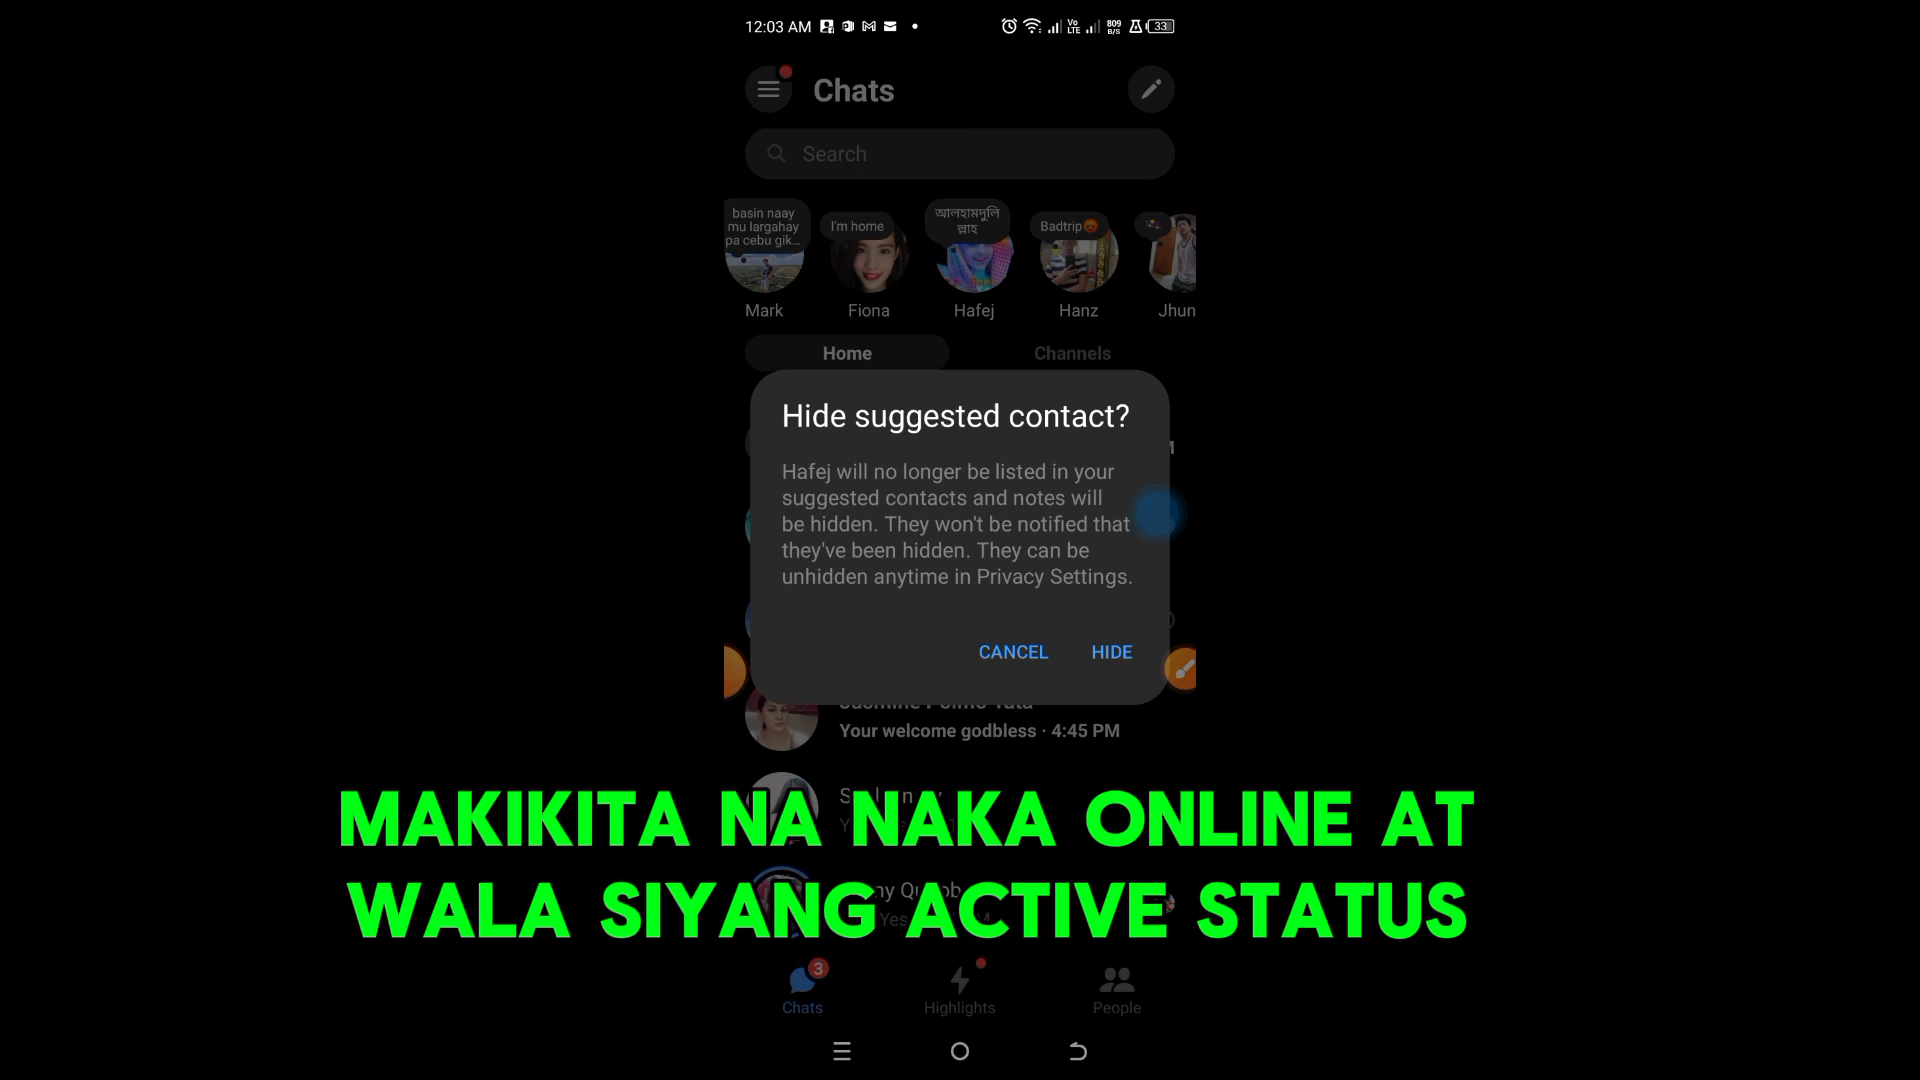 12:03 AM
Vo
LTE
809
B/S
33
Chats
Search
basin naay
mu largahay
pa cebu gik...
I'm home
আলহামদুলি
ল্লাহ
Badtrip😡
Mark
Fiona
Hafej
Hanz
Jhun
Home
Channels
Hide suggested contact?
Hafej will no longer be listed in your
suggested contacts and notes will
be hidden. They won't be notified that
they've been hidden. They can be
unhidden anytime in Privacy Settings.
CANCEL
HIDE
Your welcome godbless · 4:45 PM
MAKIKITA NA NAKA ONLINE AT
WALA SIYANG ACTIVE STATUS
3
Chats
Highlights
People